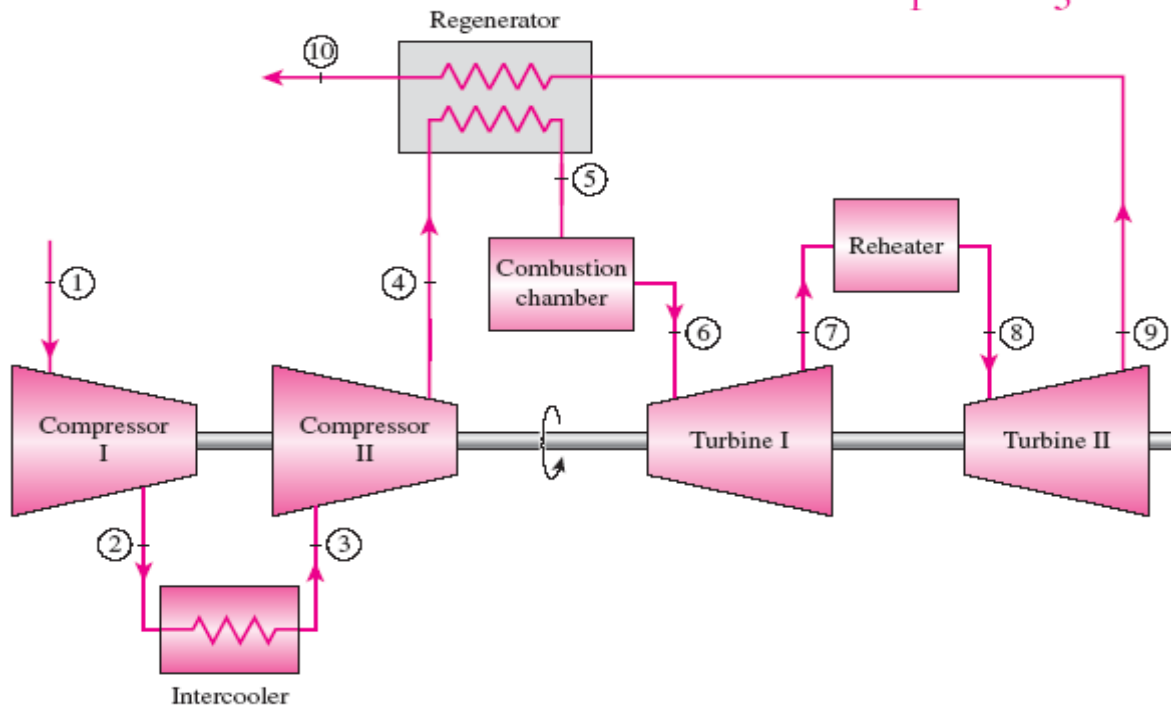 Regenerator
10
5
1
4
Combustion
chamber
Reheater
6
7
8
9
Compressor
I
Compressor
II
Turbine I
Turbine II
2
3
Intercooler